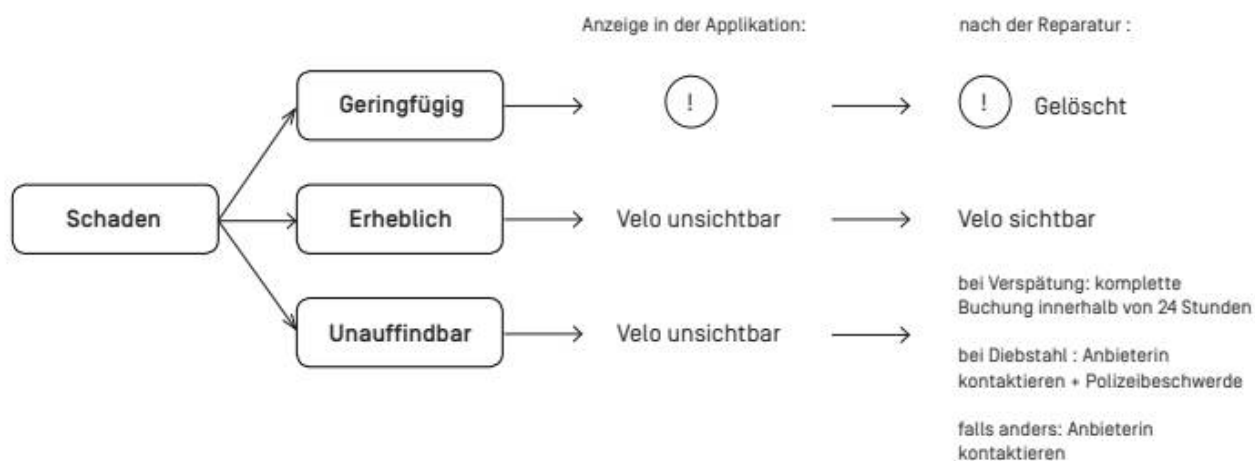 Anzeige in der Applikation:
nach der Reparatur :
Geringfügig
!
! Gelöscht
Schaden
Erheblich
Velo unsichtbar
Velo sichtbar
Unauffindbar
Velo unsichtbar
bei Verspätung: komplette
Buchung innerhalb von 24 Stunden
bei Diebstahl : Anbieterin
kontaktieren + Polizeibeschwerde
falls anders: Anbieterin
kontaktieren